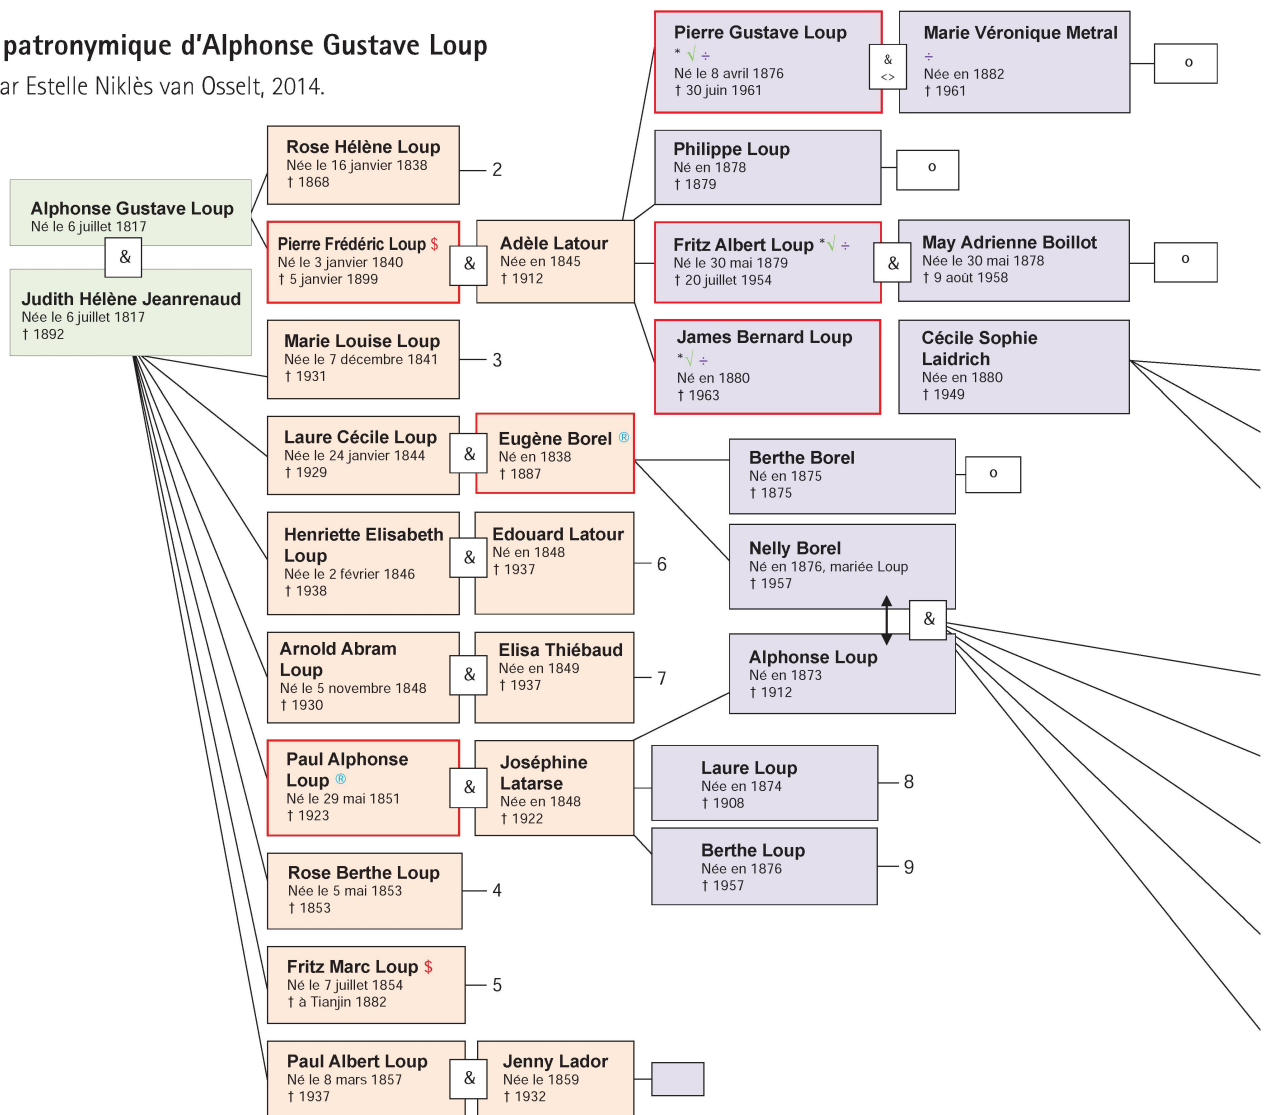 patronymique d'Alphonse Gustave Loup
ar Estelle Niklès van Osselt, 2014.
Alphonse Gustave Loup
Né le 6 juillet 1817
&
Judith Hélène Jeanrenaud
Née le 6 juillet 1817
† 1892
Rose Hélène Loup
Née le 16 janvier 1838
† 1868
2
Pierre Frédéric Loup $
Né le 3 janvier 1840
† 5 janvier 1899
&
Adèle Latour
Née en 1845
† 1912
Pierre Gustave Loup
* √ ÷
Né le 8 avril 1876
† 30 juin 1961
&
<>
Marie Véronique Metral
÷
Née en 1882
† 1961
o
Philippe Loup
Né en 1878
† 1879
o
Fritz Albert Loup *√ ÷
Né le 30 mai 1879
† 20 juillet 1954
&
May Adrienne Boillot
Née le 30 mai 1878
† 9 août 1958
o
James Bernard Loup
*√ ÷
Né en 1880
† 1963
Cécile Sophie
Laidrich
Née en 1880
† 1949
Marie Louise Loup
Née le 7 décembre 1841
† 1931
3
Laure Cécile Loup
Née le 24 janvier 1844
† 1929
&
Eugène Borel ®
Né en 1838
† 1887
Berthe Borel
Né en 1875
† 1875
o
Nelly Borel
Né en 1876, mariée Loup
† 1957
&
Alphonse Loup
Né en 1873
† 1912
Henriette Elisabeth
Loup
Née le 2 février 1846
† 1938
&
Edouard Latour
Né en 1848
† 1937
6
Arnold Abram
Loup
Né le 5 novembre 1848
† 1930
&
Elisa Thiébaud
Née en 1849
† 1937
7
Paul Alphonse
Loup ®
Né le 29 mai 1851
† 1923
&
Joséphine
Latarse
Née en 1848
† 1922
Laure Loup
Née en 1874
† 1908
8
Berthe Loup
Née en 1876
† 1957
9
Rose Berthe Loup
Née le 5 mai 1853
† 1853
4
Fritz Marc Loup $
Né le 7 juillet 1854
† à Tianjin 1882
5
Paul Albert Loup
Né le 8 mars 1857
† 1937
&
Jenny Lador
Née le 1859
† 1932